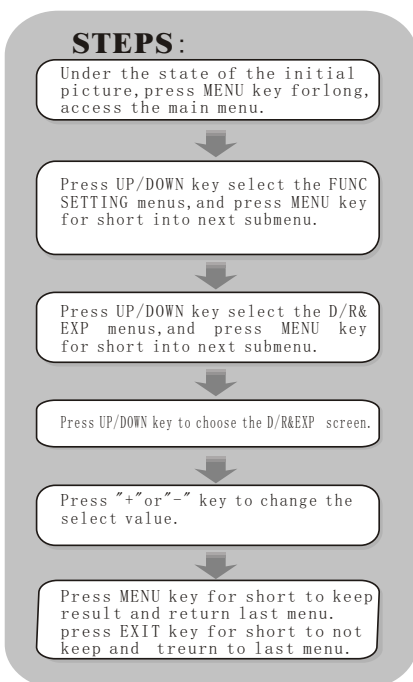 STEPS:
Under the state of the initial
picture,press MENU key forlong,
access the main menu.
Press UP/DOWN key select the FUNC
SETTING menus,and press MENU key
for short into next submenu.
Press UP/DOWN key select the D/R&
EXP menus,and press MENU key
for short into next submenu.
Press UP/DOWN key to choose the D/R&EXP screen.
Press "+"or"-" key to change the
select value.
Press MENU key for short to keep
result and return last menu.
press EXIT key for short to not
keep and treurn to last menu.